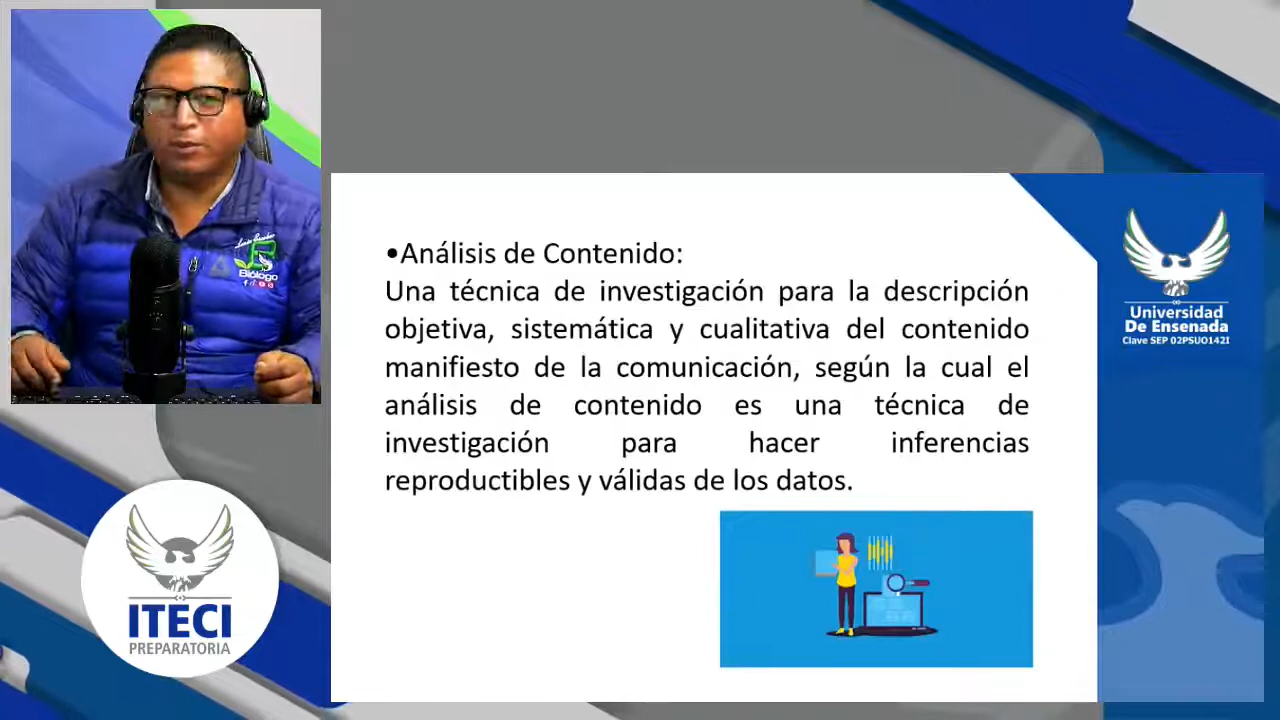 •Análisis de Contenido:
Una técnica de investigación para la descripción
objetiva, sistemática y cualitativa del contenido
manifiesto de la comunicación, según la cual el
análisis de contenido es una técnica de
investigación para hacer inferencias
reproductibles y válidas de los datos.
Universidad
De Ensenada
Clave SEP 02PSU0142I
Biólogo
ITECI
PREPARATORIA